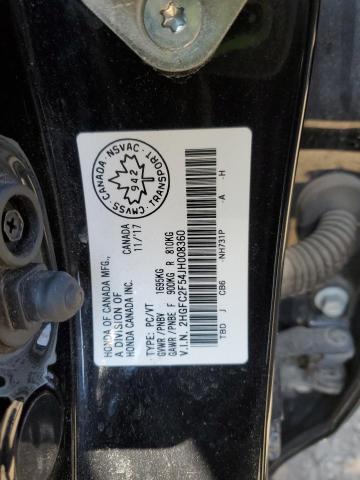 CMVSS CANADA · NSVAC · TRANSPORT
942
HONDA OF CANADA MFG., CANADA
A DIVISION OF 11/17
HONDA CANADA INC.
TYPE: PC/VT
GVWR/PNBV 1695KG
GAWR/PNBE F 900KG R 810KG
V.I.N. 2HGFC2F54JH008360
TBD J CB6 -NH731P -A -H